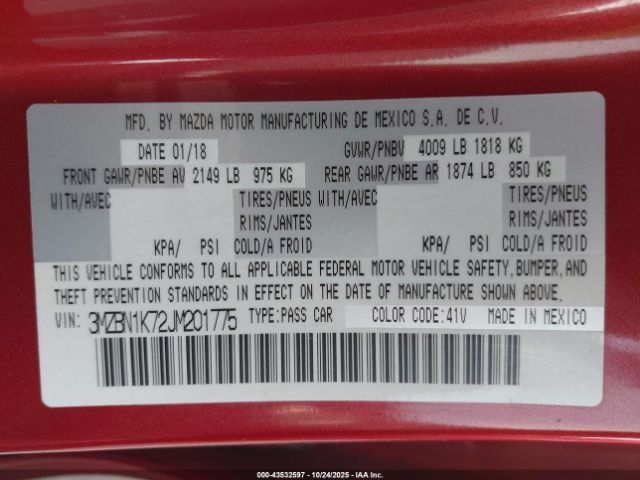 MFD. BY MAZDA MOTOR MANUFACTURING DE MEXICO S.A. DE C.V.
DATE 01/18 GVWR/PNBV 4009 LB 1818 KG
FRONT GAWR/PNBE AV 2149 LB 975 KG REAR GAWR/PNBE AR 1874 LB 850 KG
WITH/AVEC TIRES/PNEUS WITH/AVEC TIRES/PNEUS
RIMS/JANTES RIMS/JANTES
KPA/ PSI COLD/A FROID KPA/ PSI COLD/A FROID
THIS VEHICLE CONFORMS TO ALL APPLICABLE FEDERAL MOTOR VEHICLE SAFETY, BUMPER, AND
THEFT PREVENTION STANDARDS IN EFFECT ON THE DATE OF MANUFACTURE SHOWN ABOVE.
VIN: 3MZBN1K72JM201775 TYPE:PASS CAR COLOR CODE:41V MADE IN MEXICO
000-43532597 - 10/24/2025 - COPYRIGHT © IAA, Inc.